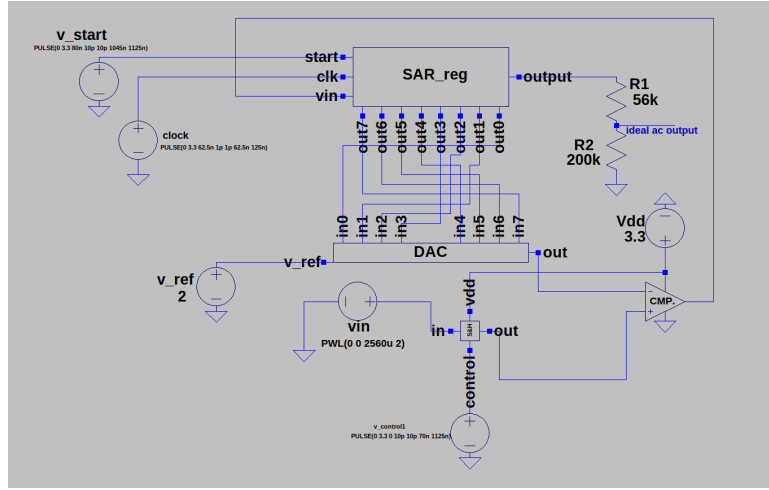 v_start
PULSE(0 3.3 80n 10p 10p 1045n 1125n)
start
clk
vin
SAR_reg
output
R1
56k
ideal ac output
R2
200k
clock
PULSE(0 3.3 62.5n 1p 1p 62.5n 125n)
out7
out6
out5
out4
out3
out2
out1
out0
in0
in1
in2
in3
in4
in5
in6
in7
Vdd
3.3
DAC
out
v_ref
v_ref
2
vdd
CMP.
vin
PWL(0 0 2560u 2)
in
S&H
out
control
v_control1
PULSE(0 3.3 0 10p 10p 70n 1125n)